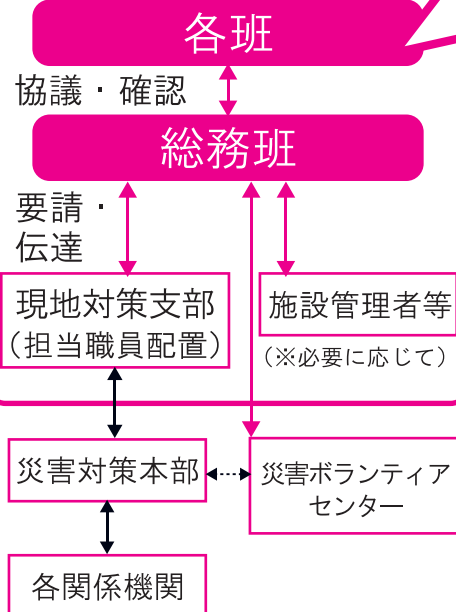 各班
協議・確認
総務班
要請・
伝達
現地対策支部
(担当職員配置)
施設管理者等
(※必要に応じて)
災害対策本部
災害ボランティア
センター
各関係機関